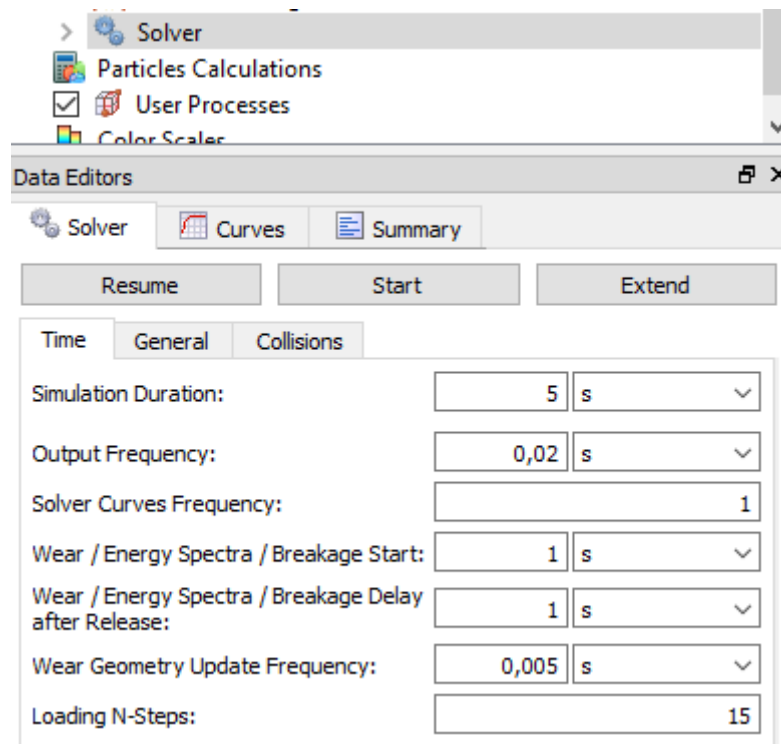 Solver
Particles Calculations
User Processes
Color Scales
Data Editors
Solver Curves Summary
Resume Start Extend
Time General Collisions
Simulation Duration: 5 s
Output Frequency: 0,02 s
Solver Curves Frequency: 1
Wear / Energy Spectra / Breakage Start: 1 s
Wear / Energy Spectra / Breakage Delay
after Release: 1 s
Wear Geometry Update Frequency: 0,005 s
Loading N-Steps: 15